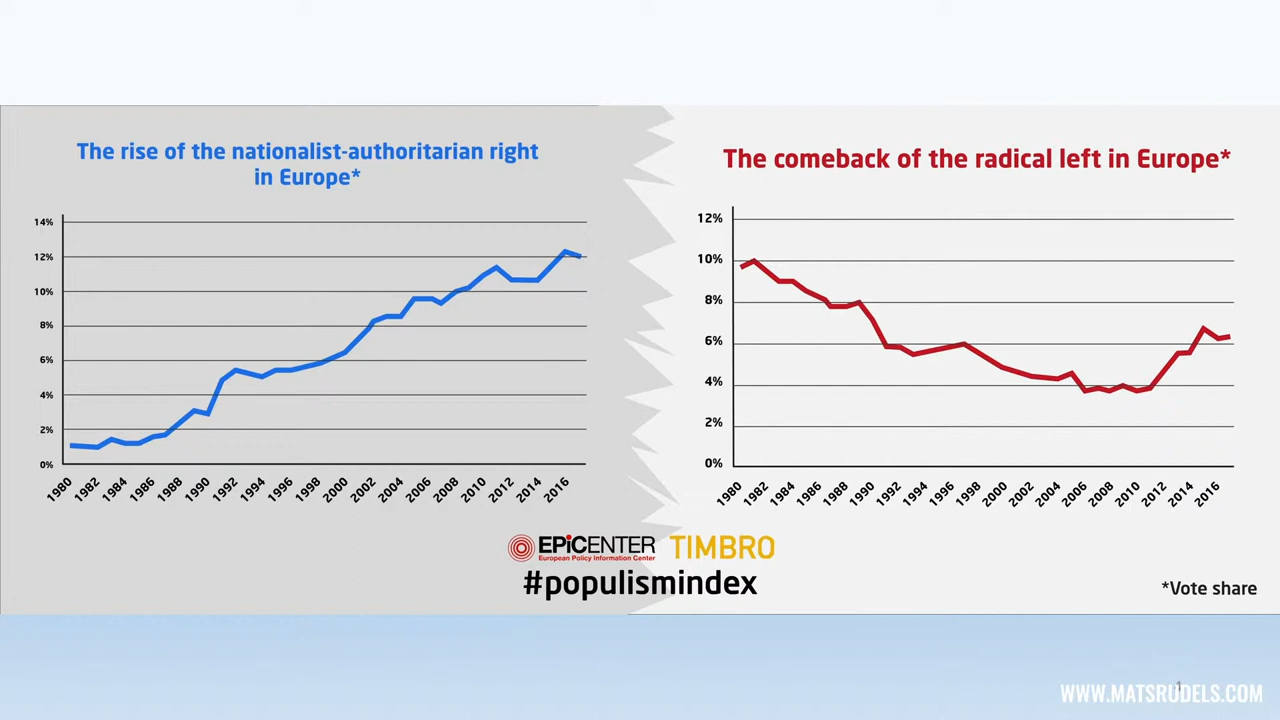 The rise of the nationalist-authoritarian right
in Europe*
14%
12%
10%
8%
6%
4%
2%
0%
1980 1982 1984 1986 1988 1990 1992 1994 1996 1998 2000 2002 2004 2006 2008 2010 2012 2014 2016
The comeback of the radical left in Europe*
12%
10%
8%
6%
4%
2%
0%
1980 1982 1984 1986 1988 1990 1992 1994 1996 1998 2000 2002 2004 2006 2008 2010 2012 2014 2016
EPiCENTER TIMBRO
European Policy Information Center
#populismindex
*Vote share
1
WWW.MATSRUDELS.COM